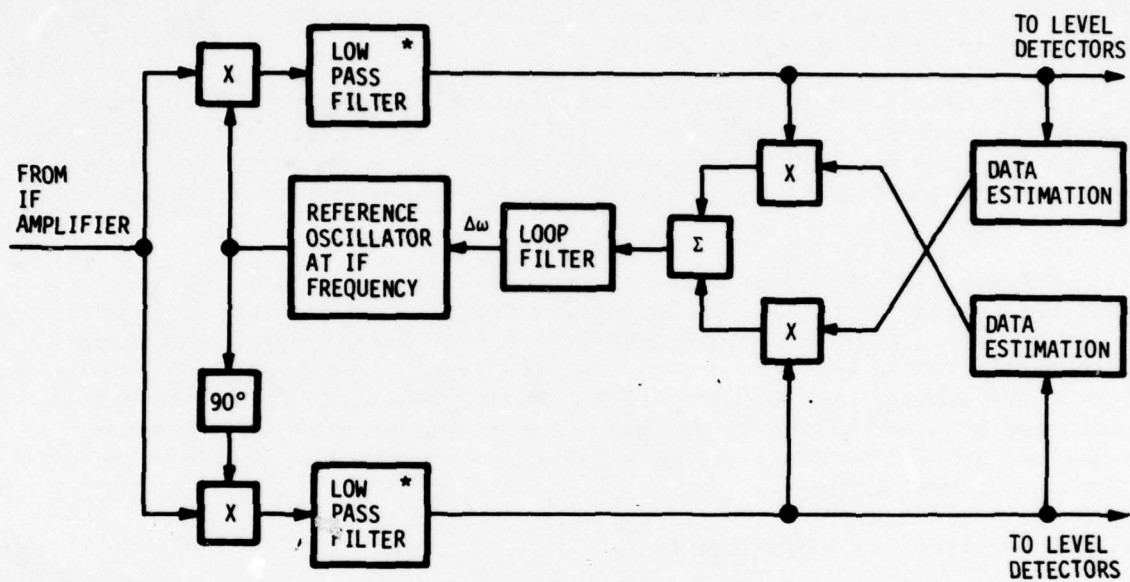 TO LEVEL
DETECTORS
X
LOW *
PASS
FILTER
FROM
IF
AMPLIFIER
REFERENCE
OSCILLATOR
AT IF
FREQUENCY
Δω
LOOP
FILTER
Σ
X
DATA
ESTIMATION
X
DATA
ESTIMATION
90°
X
LOW *
PASS
FILTER
TO LEVEL
DETECTORS